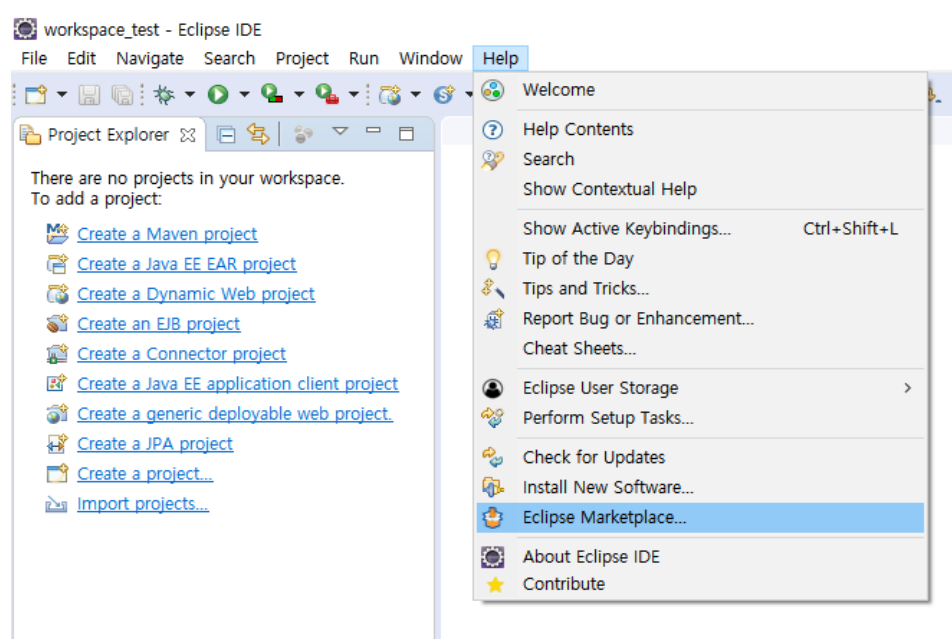 workspace_test - Eclipse IDE
File Edit Navigate Search Project Run Window Help
Project Explorer
There are no projects in your workspace.
To add a project:
Create a Maven project
Create a Java EE EAR project
Create a Dynamic Web project
Create an EJB project
Create a Connector project
Create a Java EE application client project
Create a generic deployable web project.
Create a JPA project
Create a project...
Import projects...
Welcome
Help Contents
Search
Show Contextual Help
Show Active Keybindings... Ctrl+Shift+L
Tip of the Day
Tips and Tricks...
Report Bug or Enhancement...
Cheat Sheets...
Eclipse User Storage
Perform Setup Tasks...
Check for Updates
Install New Software...
Eclipse Marketplace...
About Eclipse IDE
Contribute